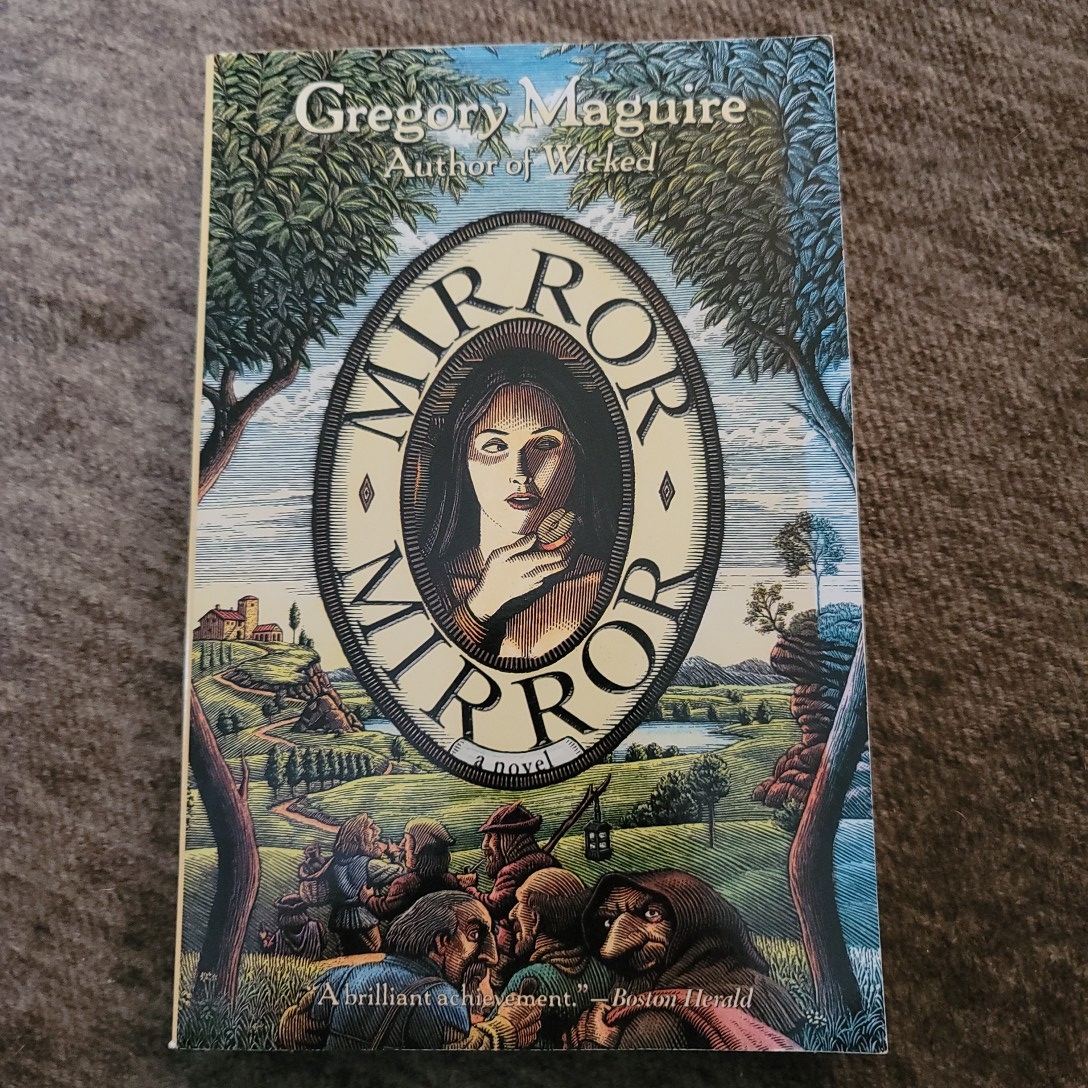 Gregory Maguire
Author of Wicked
MIRROR
MIRROR
a novel
"A brilliant achievement."—Boston Herald